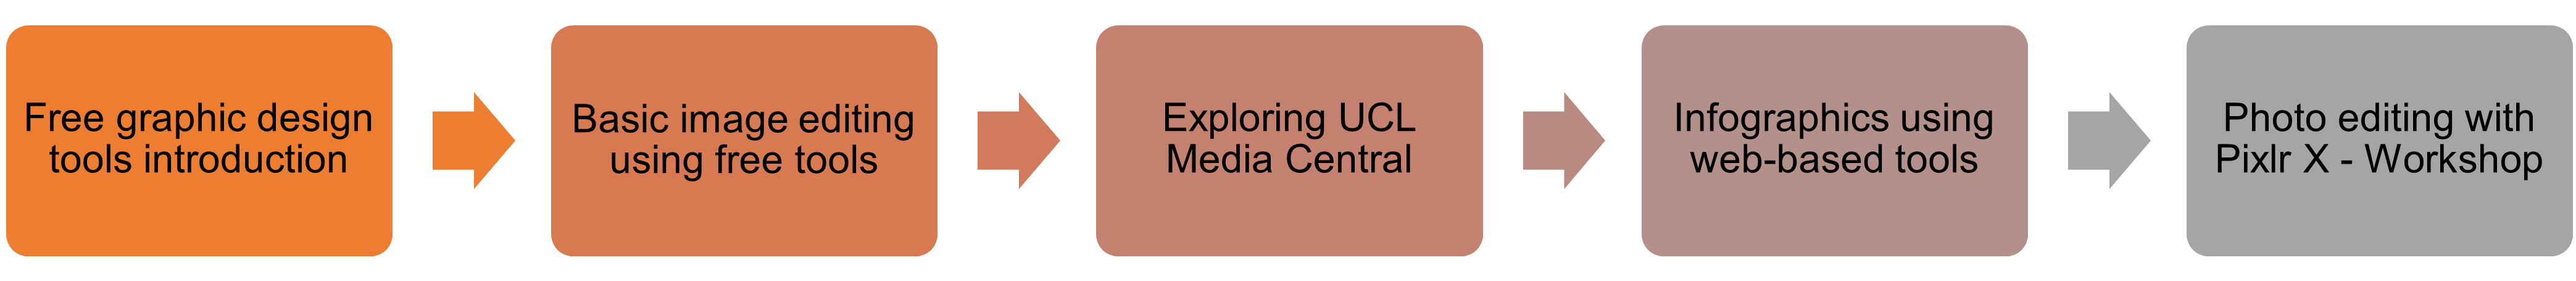 Free graphic design
tools introduction
Basic image editing
using free tools
Exploring UCL
Media Central
Infographics using
web-based tools
Photo editing with
Pixlr X - Workshop